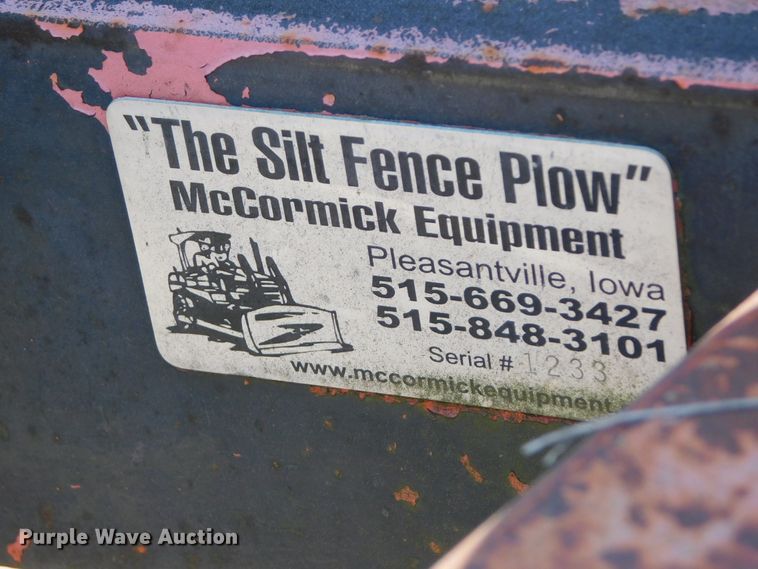 "The Silt Fence Plow"
McCormick Equipment
Pleasantville, Iowa
515-669-3427
515-848-3101
Serial # 1233
www.mccormickequipment
Purple Wave Auction